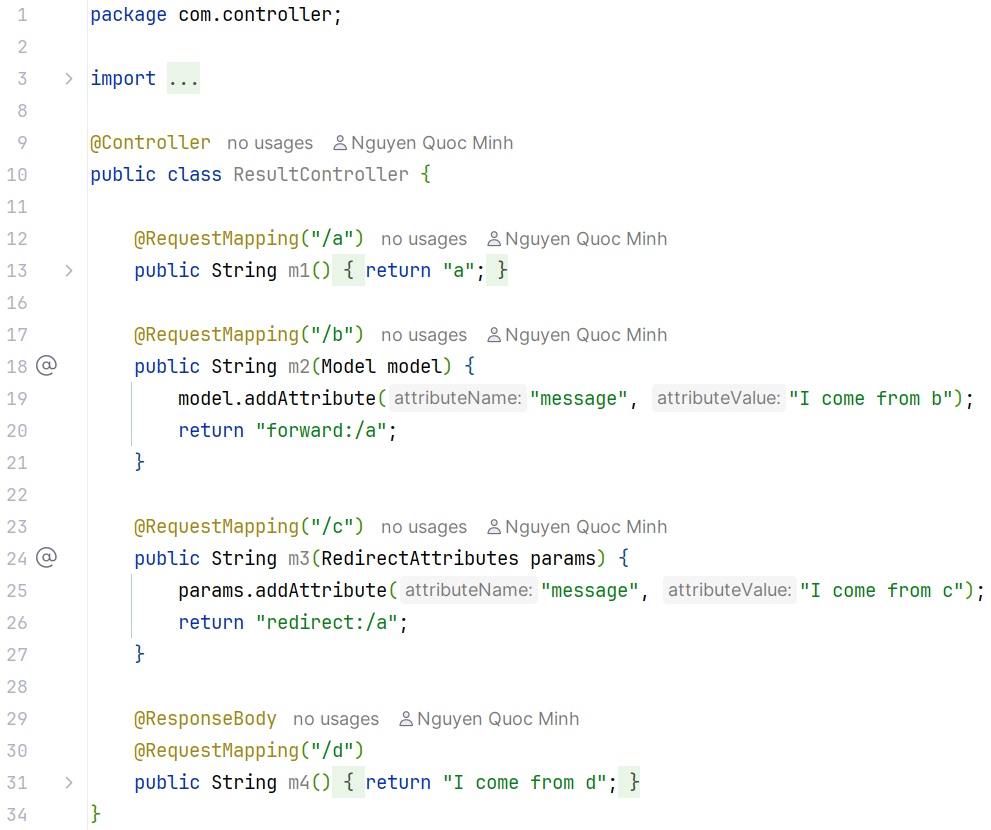 1 package com.controller;
2
3 import ...
8
9 @Controller no usages Nguyen Quoc Minh
10 public class ResultController {
11
12 @RequestMapping("/a") no usages Nguyen Quoc Minh
13 public String m1() { return "a"; }
16
17 @RequestMapping("/b") no usages Nguyen Quoc Minh
18 public String m2(Model model) {
19 model.addAttribute( attributeName: "message", attributeValue: "I come from b");
20 return "forward:/a";
21 }
22
23 @RequestMapping("/c") no usages Nguyen Quoc Minh
24 public String m3(RedirectAttributes params) {
25 params.addAttribute( attributeName: "message", attributeValue: "I come from c");
26 return "redirect:/a";
27 }
28
29 @ResponseBody no usages Nguyen Quoc Minh
30 @RequestMapping("/d")
31 public String m4() { return "I come from d"; }
34 }